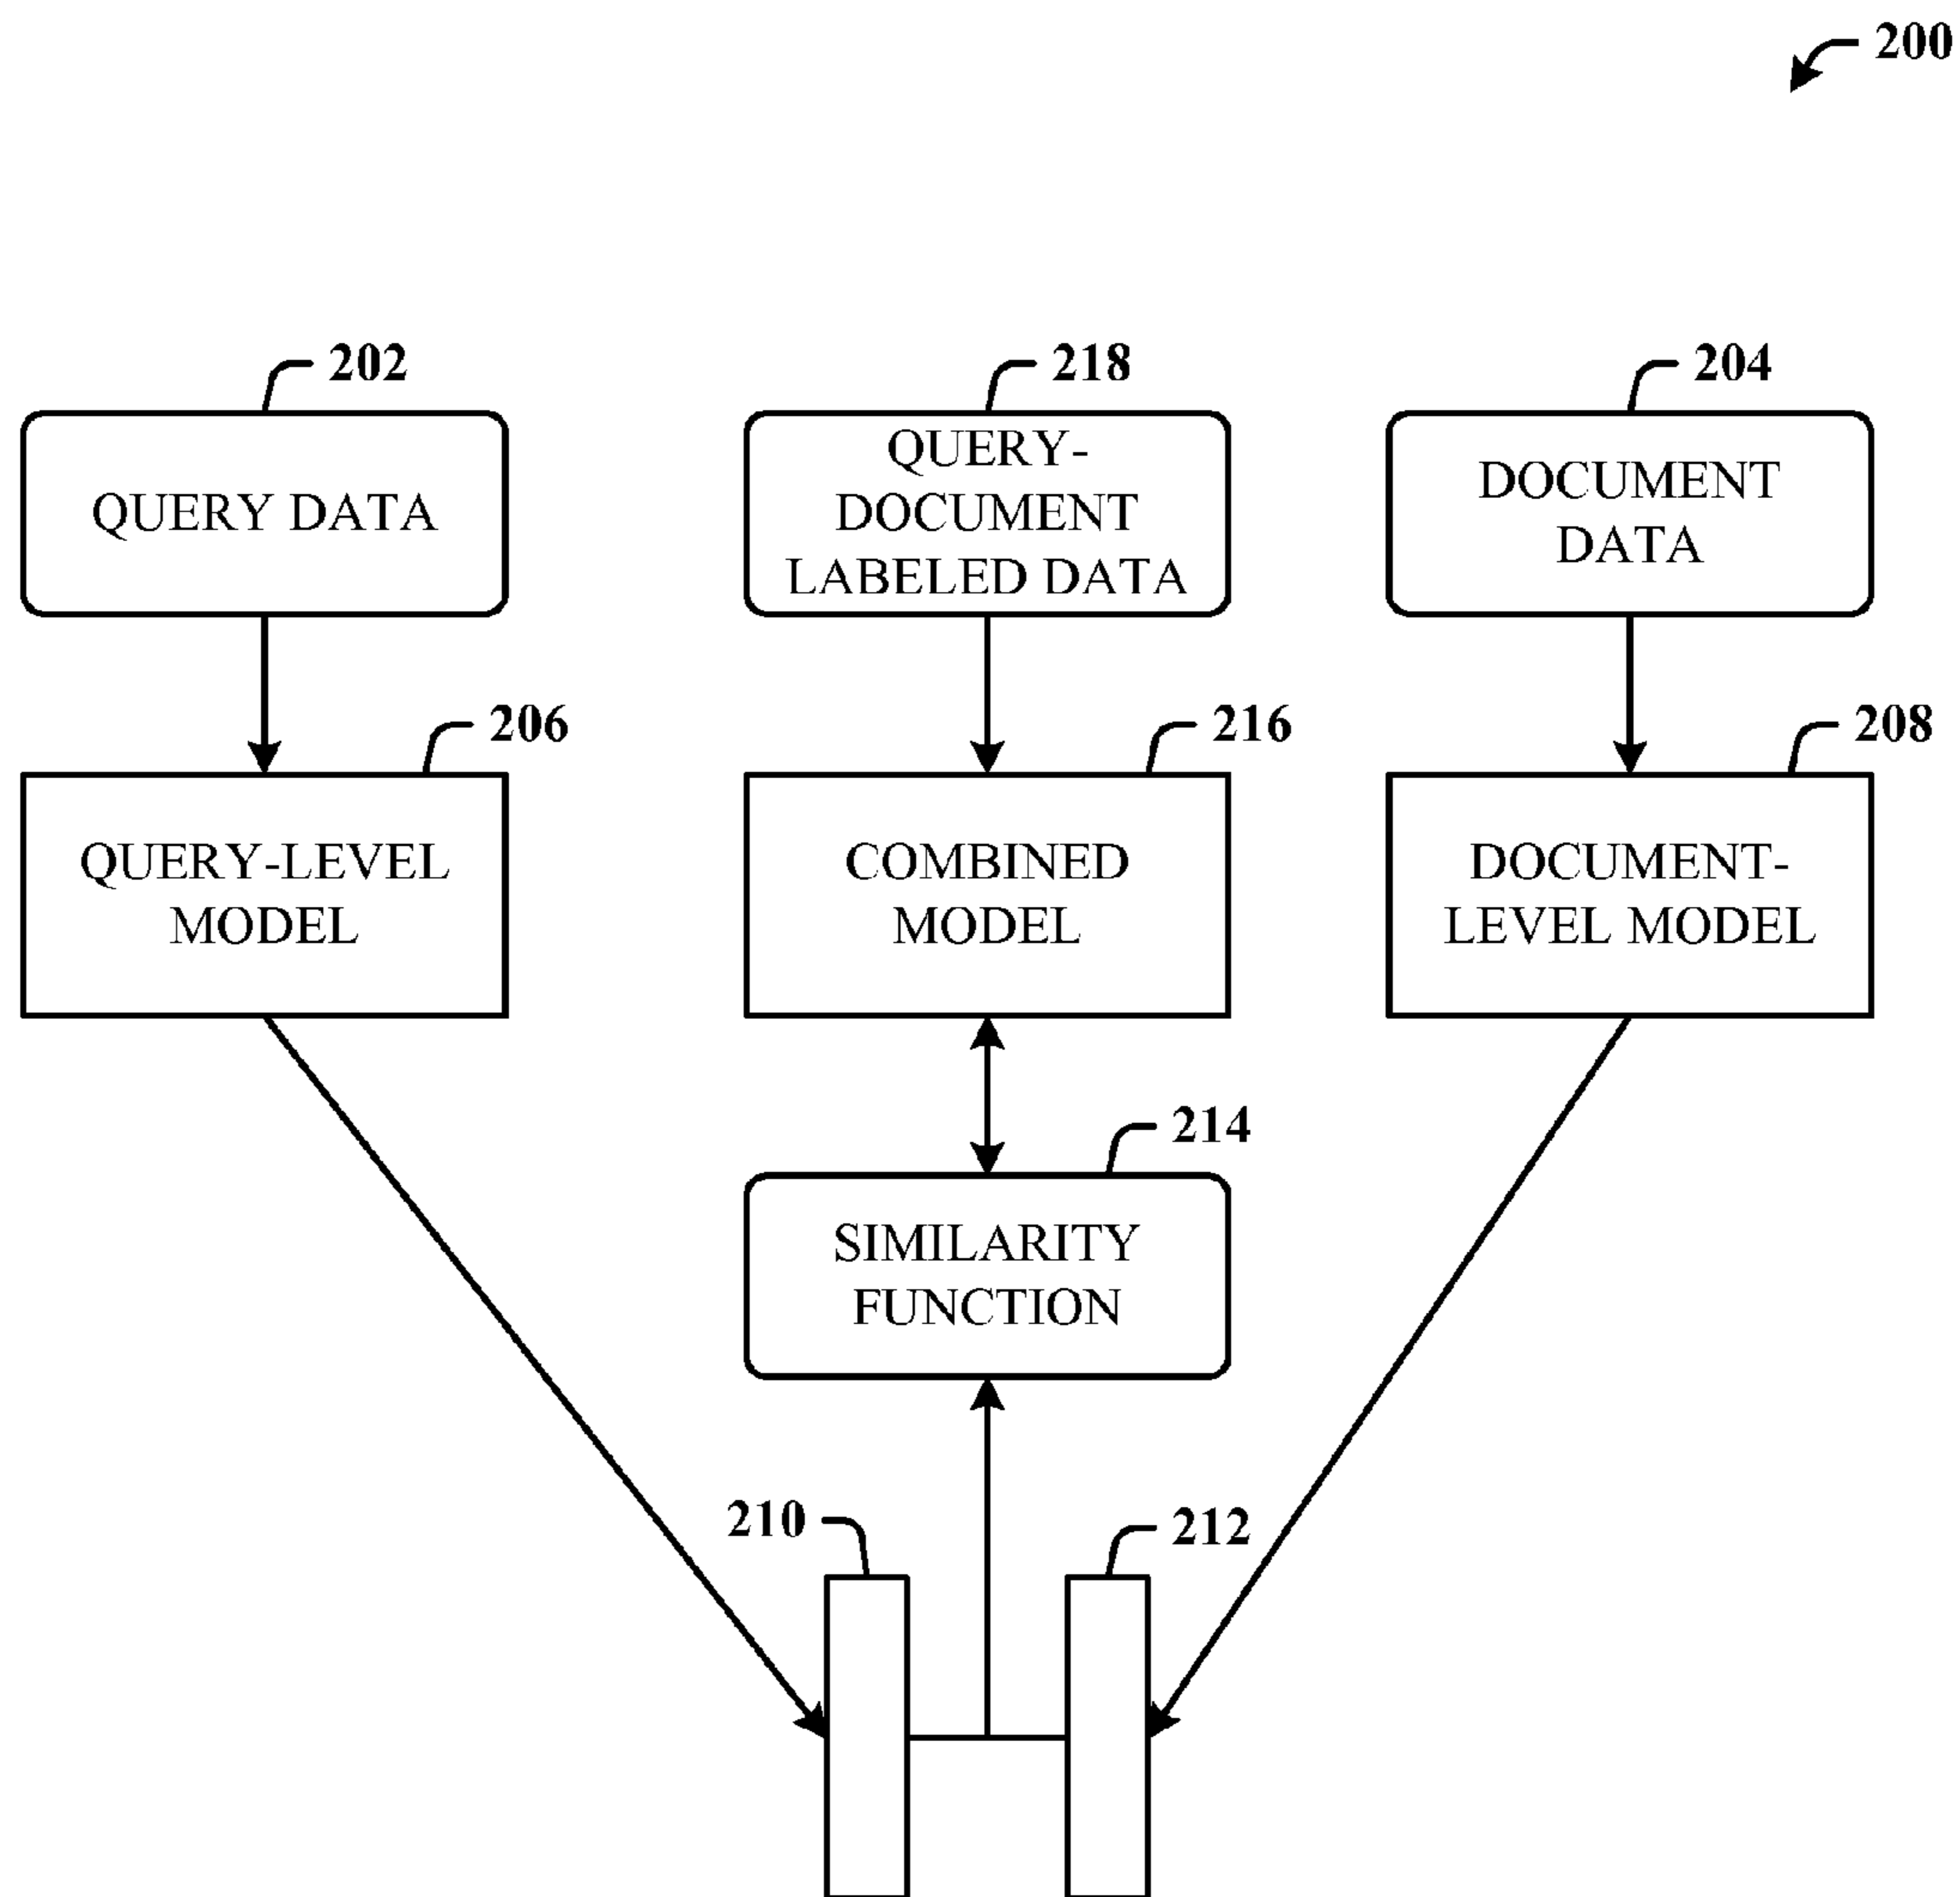 200
202
218
204
QUERY DATA
QUERY-
DOCUMENT
LABELED DATA
DOCUMENT
DATA
206
216
208
QUERY-LEVEL
MODEL
COMBINED
MODEL
DOCUMENT-
LEVEL MODEL
214
SIMILARITY
FUNCTION
210
212